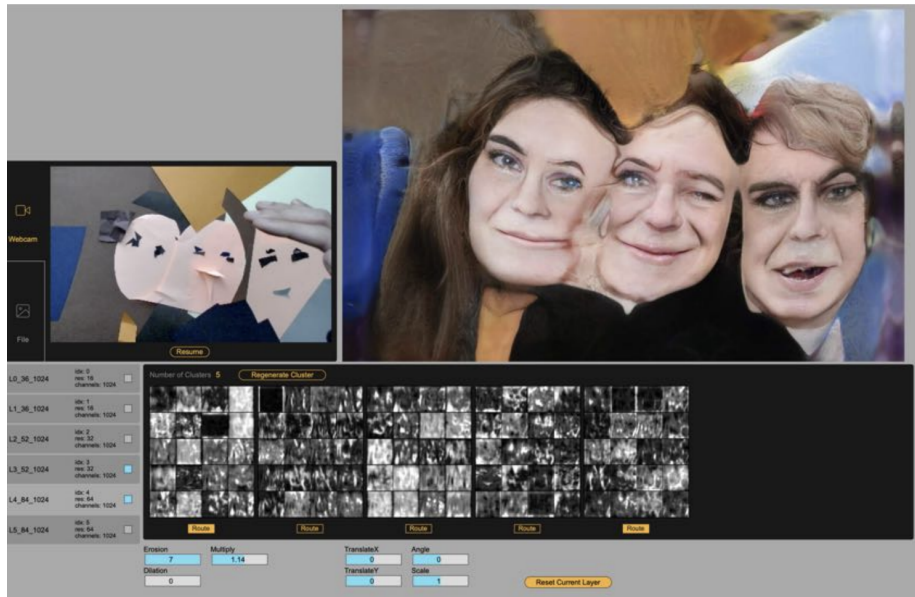 Webcam
File
Resume
L0_36_1024
idx: 0
res: 16
channels: 1024
L1_36_1024
idx: 1
res: 16
channels: 1024
L2_52_1024
idx: 2
res: 32
channels: 1024
L3_52_1024
idx: 3
res: 32
channels: 1024
L4_84_1024
idx: 4
res: 64
channels: 1024
L5_84_1024
idx: 5
res: 64
channels: 1024
Number of Clusters 5 Regenerate Cluster
Route Route Route Route Route
Erosion Multiply TranslateX Angle
7 1.14 0 0
Dilation TranslateY Scale
0 0 1
Reset Current Layer